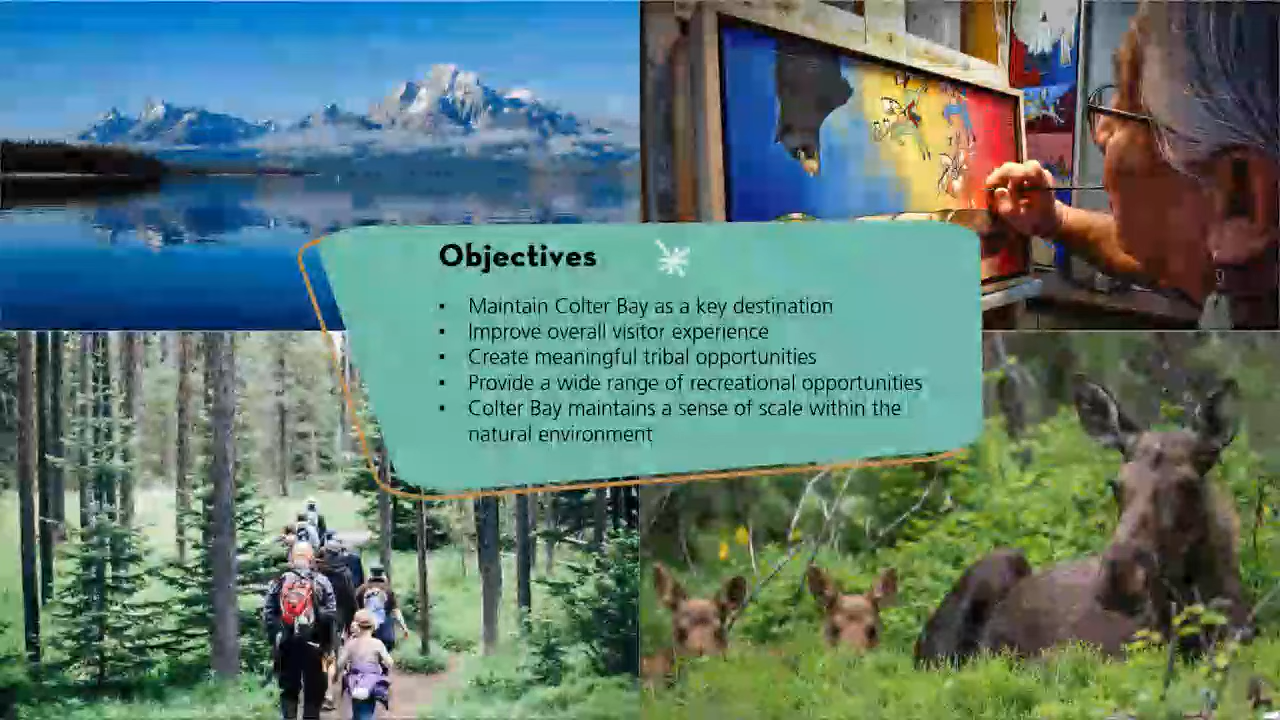 Objectives
▪ Maintain Colter Bay as a key destination
▪ Improve overall visitor experience
▪ Create meaningful tribal opportunities
▪ Provide a wide range of recreational opportunities
▪ Colter Bay maintains a sense of scale within the
natural environment